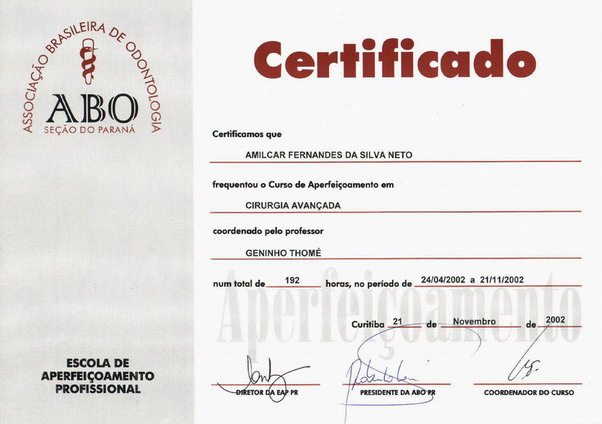 ASSOCIAÇÃO BRASILEIRA DE ODONTOLOGIA
ABO
SEÇÃO DO PARANÁ
Certificado
Certificamos que
AMILCAR FERNANDES DA SILVA NETO
frequentou o Curso de Aperfeiçoamento em
CIRURGIA AVANÇADA
coordenado pelo professor
GENINHO THOMÉ
num total de 192 horas, no período de 24/04/2002 a 21/11/2002
Aperfeiçoamento
Curitiba 21 de Novembro de 2002
ESCOLA DE
APERFEIÇOAMENTO
PROFISSIONAL
DIRETOR DA EAP PR
PRESIDENTE DA ABO PR
COORDENADOR DO CURSO